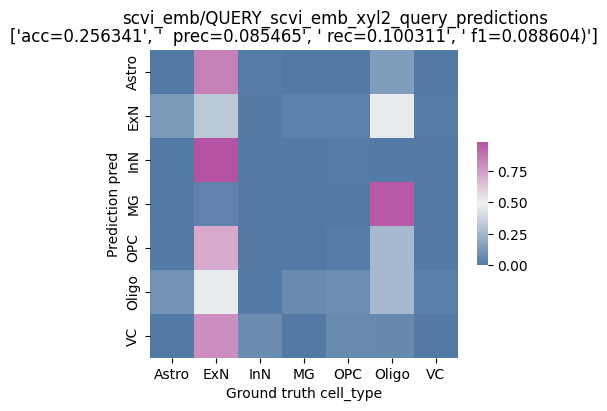 scvi_emb/QUERY_scvi_emb_xyl2_query_predictions
['acc=0.256341', '  prec=0.085465', ' rec=0.100311', ' f1=0.088604)']
Astro
ExN
InN
MG
OPC
Oligo
VC
Prediction pred
0.75
0.50
0.25
0.00
Astro ExN InN MG OPC Oligo VC
Ground truth cell_type